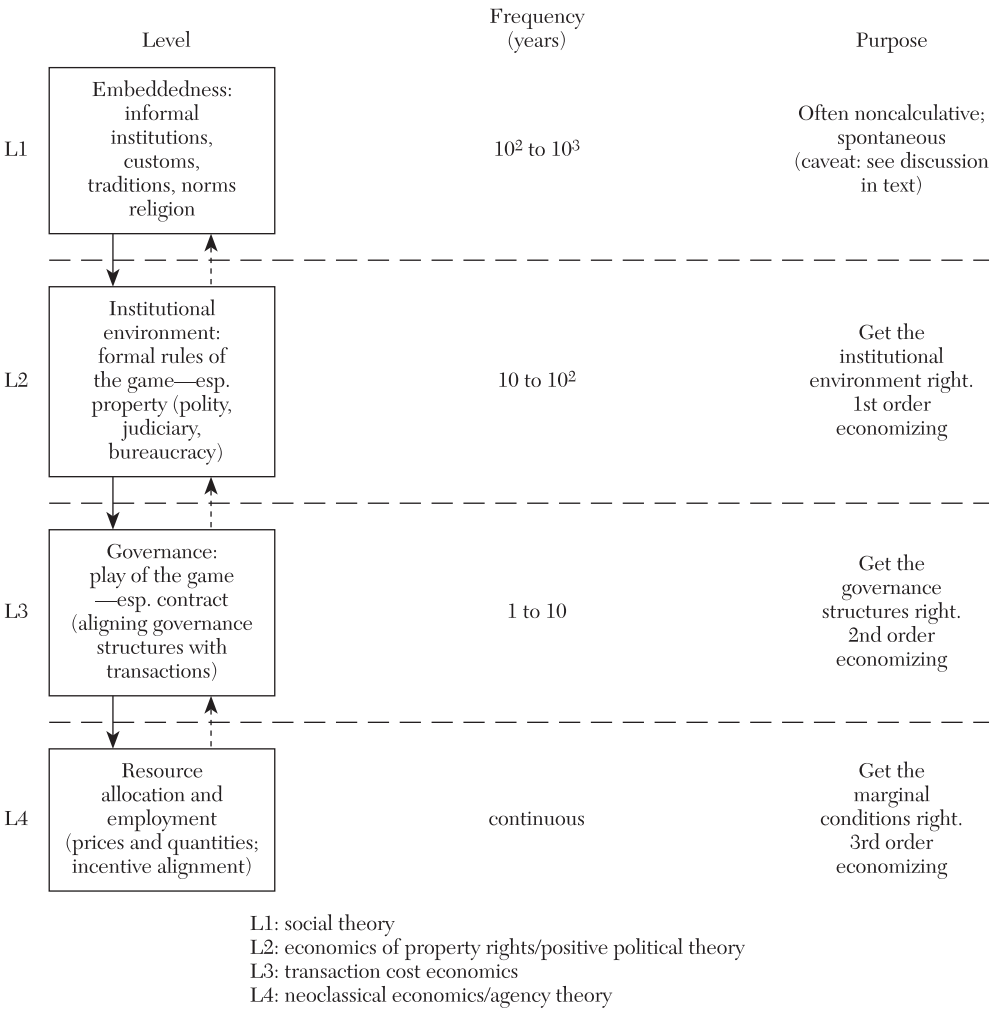 Level
Frequency
(years)
Purpose
L1
Embeddedness:
informal
institutions,
customs,
traditions, norms
religion
10² to 10³
Often noncalculative;
spontaneous
(caveat: see discussion
in text)
L2
Institutional
environment:
formal rules of
the game—esp.
property (polity,
judiciary,
bureaucracy)
10 to 10²
Get the
institutional
environment right.
1st order
economizing
L3
Governance:
play of the game
—esp. contract
(aligning governance
structures with
transactions)
1 to 10
Get the
governance
structures right.
2nd order
economizing
L4
Resource
allocation and
employment
(prices and quantities;
incentive alignment)
continuous
Get the
marginal
conditions right.
3rd order
economizing
L1: social theory
L2: economics of property rights/positive political theory
L3: transaction cost economics
L4: neoclassical economics/agency theory